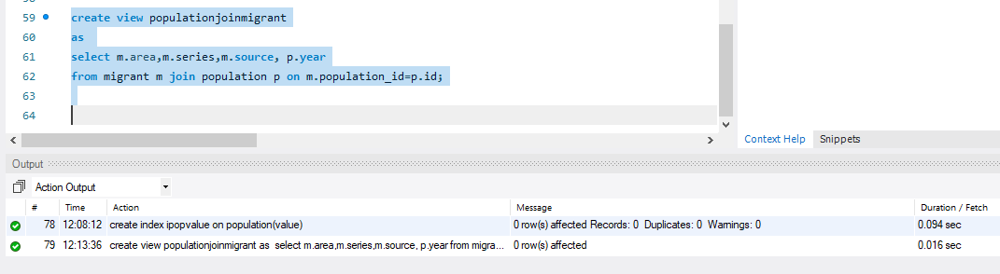 59 create view populationjoinmigrant
60 as
61 select m.area,m.series,m.source, p.year
62 from migrant m join population p on m.population_id=p.id;
63
64
Context Help Snippets
Output
Action Output
# Time Action Message Duration / Fetch
78 12:08:12 create index ipopvalue on population(value) 0 row(s) affected Records: 0 Duplicates: 0 Warnings: 0 0.094 sec
79 12:13:36 create view populationjoinmigrant as select m.area,m.series,m.source, p.year from migra... 0 row(s) affected 0.016 sec